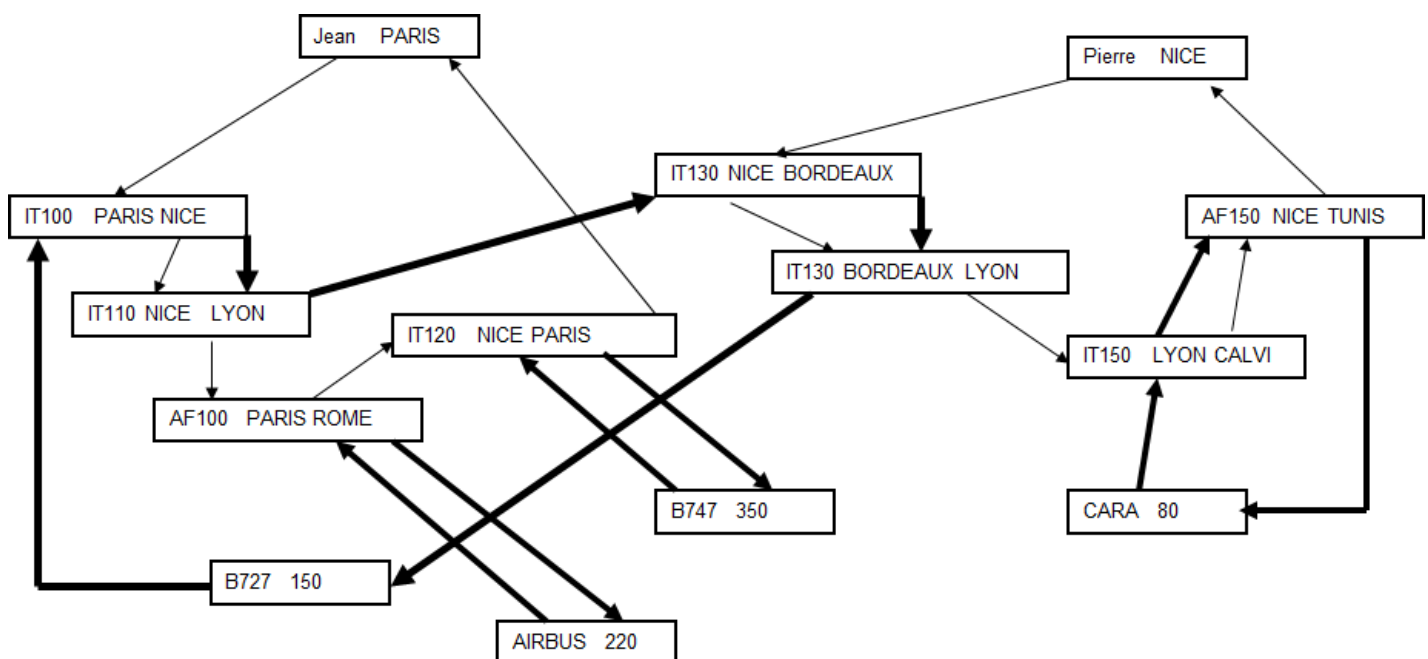 Jean PARIS
Pierre NICE
IT130 NICE BORDEAUX
IT100 PARIS NICE
AF150 NICE TUNIS
IT130 BORDEAUX LYON
IT110 NICE LYON
IT120 NICE PARIS
IT150 LYON CALVI
AF100 PARIS ROME
B747 350
CARA 80
B727 150
AIRBUS 220